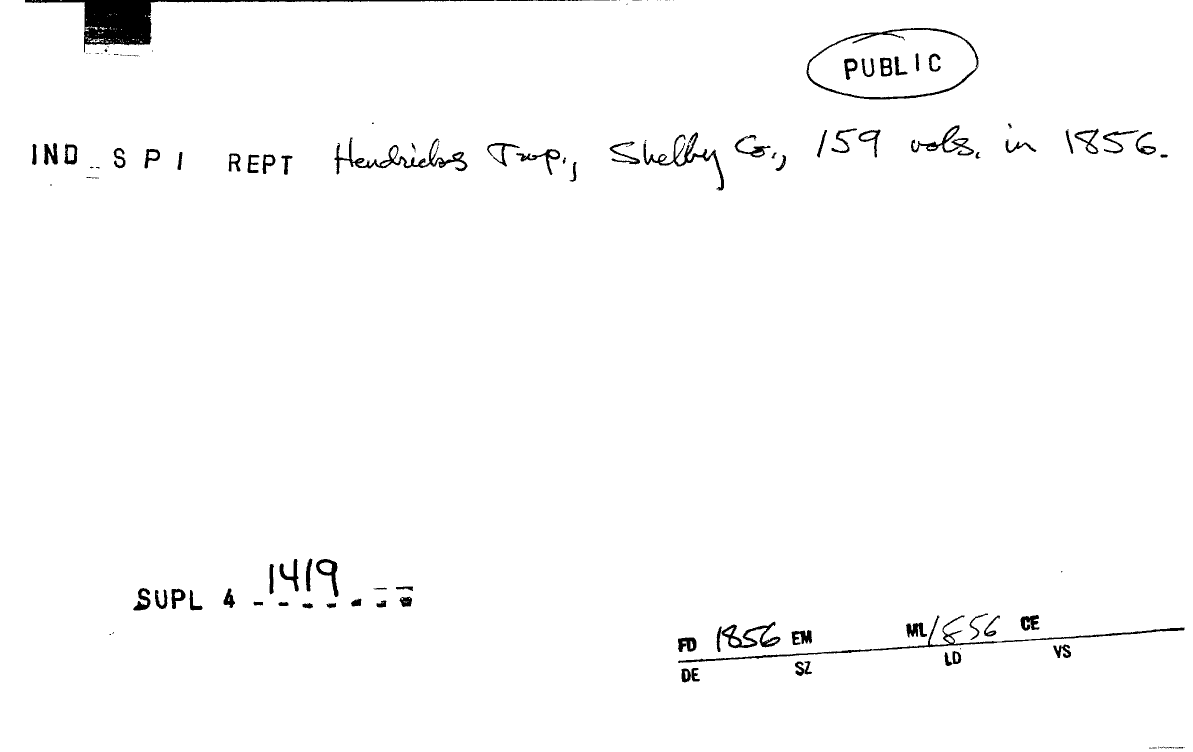 PUBLIC
IND S P I REPT Hendricks Twp., Shelby Co., 159 vols. in 1856.
SUPL 4 1419
FD 1856 EM ML 1856 CE
DE SZ LD VS